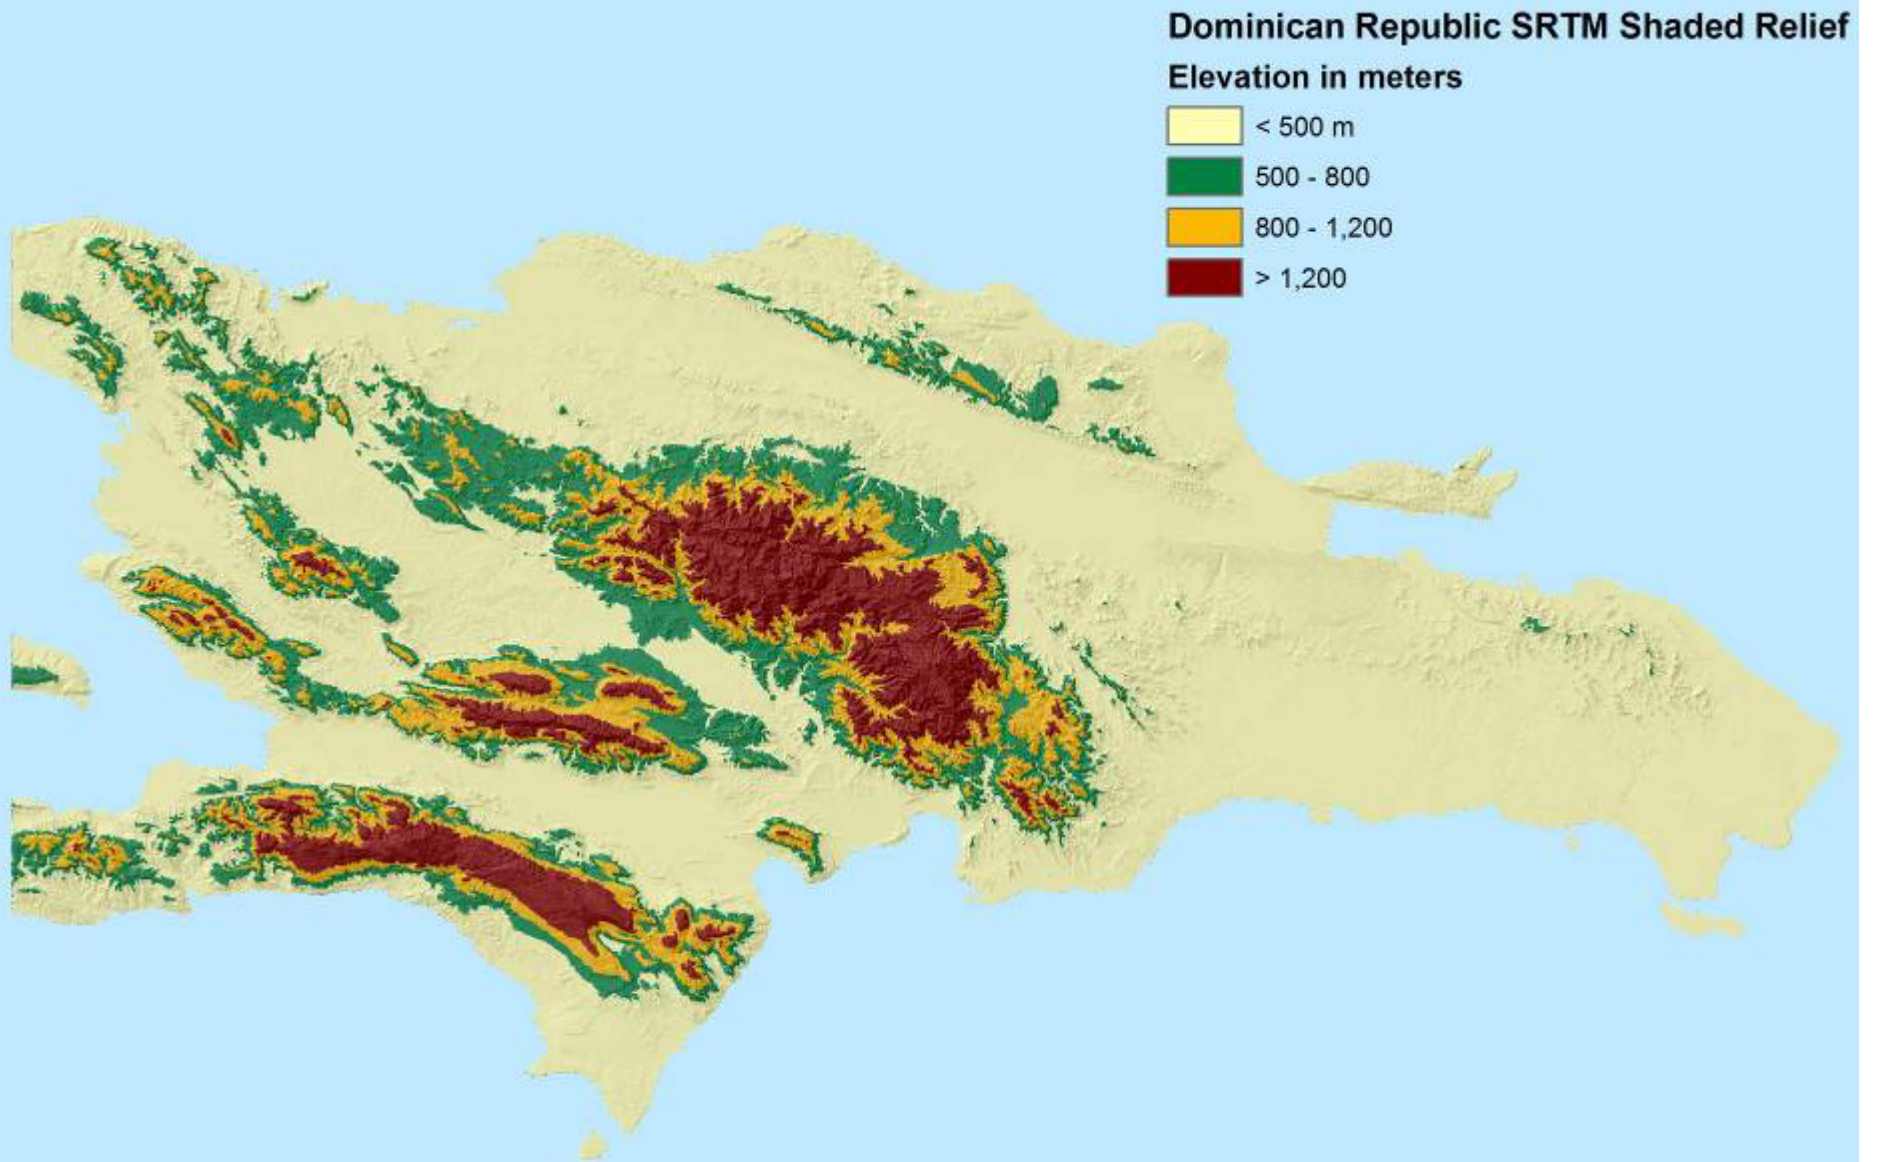 Dominican Republic SRTM Shaded Relief
Elevation in meters
< 500 m
500 - 800
800 - 1,200
> 1,200